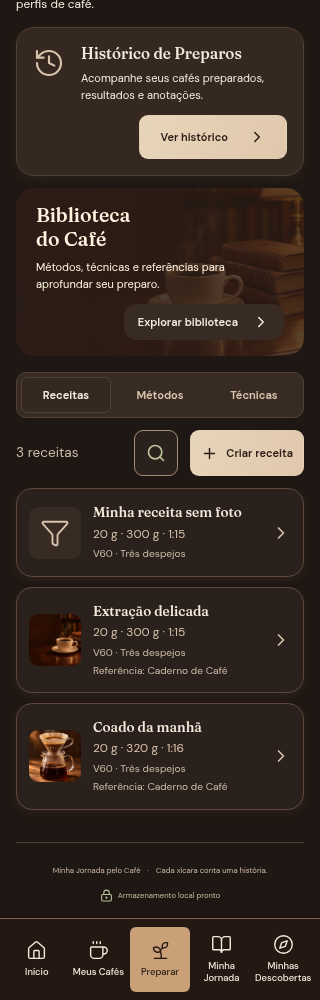 perfis de café.
Histórico de Preparos
Acompanhe seus cafés preparados,
resultados e anotações.
Ver histórico
Biblioteca
do Café
Métodos, técnicas e referências para
aprofundar seu preparo.
Explorar biblioteca
Receitas
Métodos
Técnicas
3 receitas
Criar receita
Minha receita sem foto
20 g · 300 g · 1:15
V60 · Três despejos
Extração delicada
20 g · 300 g · 1:15
V60 · Três despejos
Referência: Caderno de Café
Coado da manhã
20 g · 320 g · 1:16
V60 · Três despejos
Referência: Caderno de Café
Minha Jornada pelo Café · Cada xícara conta uma história.
Armazenamento local pronto
Início
Meus Cafés
Preparar
Minha
Jornada
Minhas
Descobertas